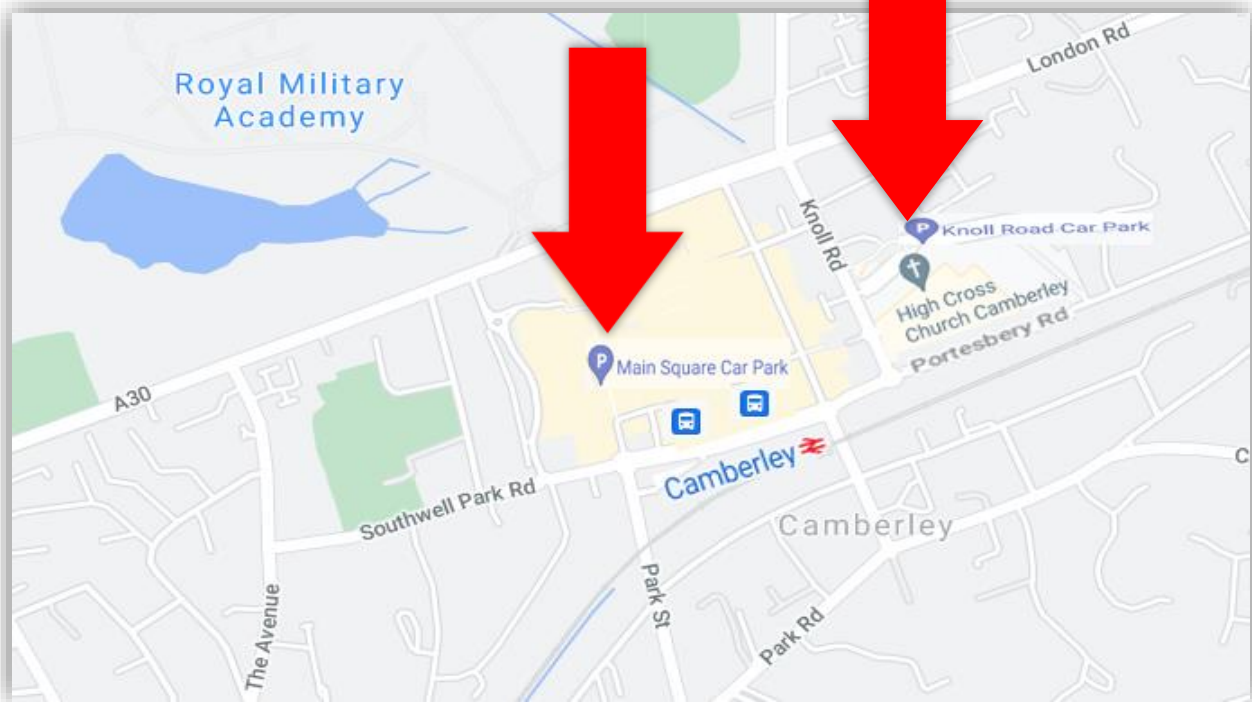 Royal Military
Academy
London Rd
Knoll Rd
P
Knoll Road Car Park
High Cross
Church Camberley
Portesbery Rd
P
Main Square Car Park
A30
Camberley
Southwell Park Rd
Camberley
C
The Avenue
Park St
Park Rd